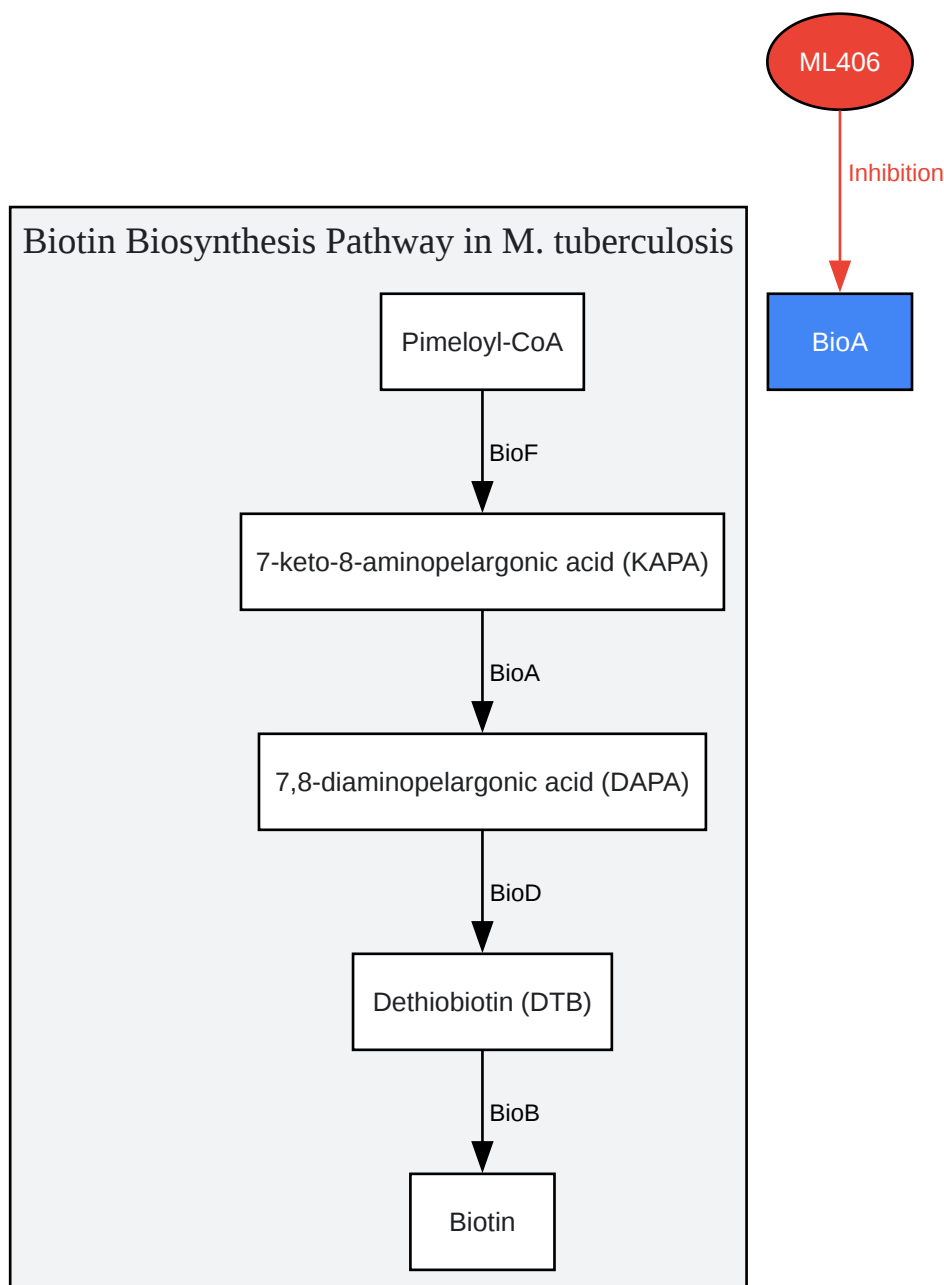 ML406
Inhibition
Biotin Biosynthesis Pathway in M. tuberculosis
Pimeloyl-CoA
BioA
BioF
7-keto-8-aminopelargonic acid (KAPA)
BioA
7,8-diaminopelargonic acid (DAPA)
BioD
Dethiobiotin (DTB)
BioB
Biotin